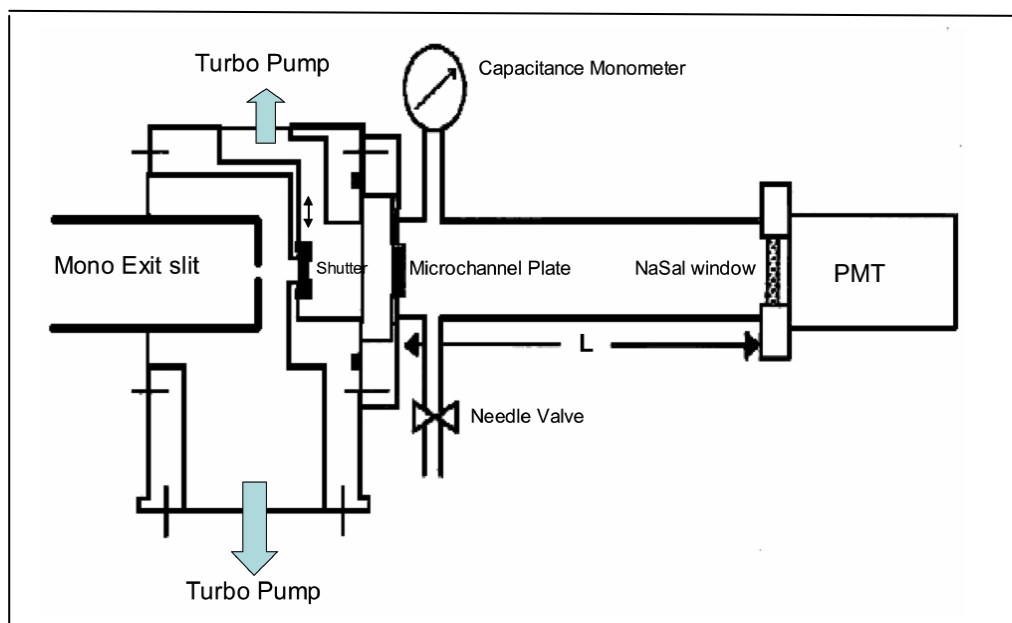 Turbo Pump
Capacitance Monometer
Mono Exit slit
Shutter
Microchannel Plate
NaSal window
PMT
L
Needle Valve
Turbo Pump